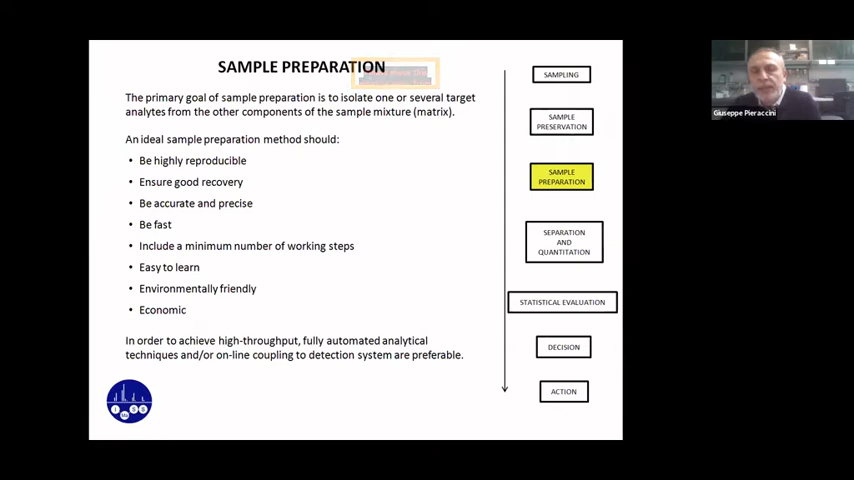 SAMPLE PREPARATION
The primary goal of sample preparation is to isolate one or several target
analytes from the other components of the sample mixture (matrix).
An ideal sample preparation method should:
• Be highly reproducible
• Ensure good recovery
• Be accurate and precise
• Be fast
• Include a minimum number of working steps
• Easy to learn
• Environmentally friendly
• Economic
In order to achieve high-throughput, fully automated analytical
techniques and/or on-line coupling to detection system are preferable.
SAMPLING
SAMPLE
PRESERVATION
SAMPLE
PREPARATION
SEPARATION
AND
QUANTITATION
STATISTICAL EVALUATION
DECISION
ACTION
Giuseppe Pieraccini